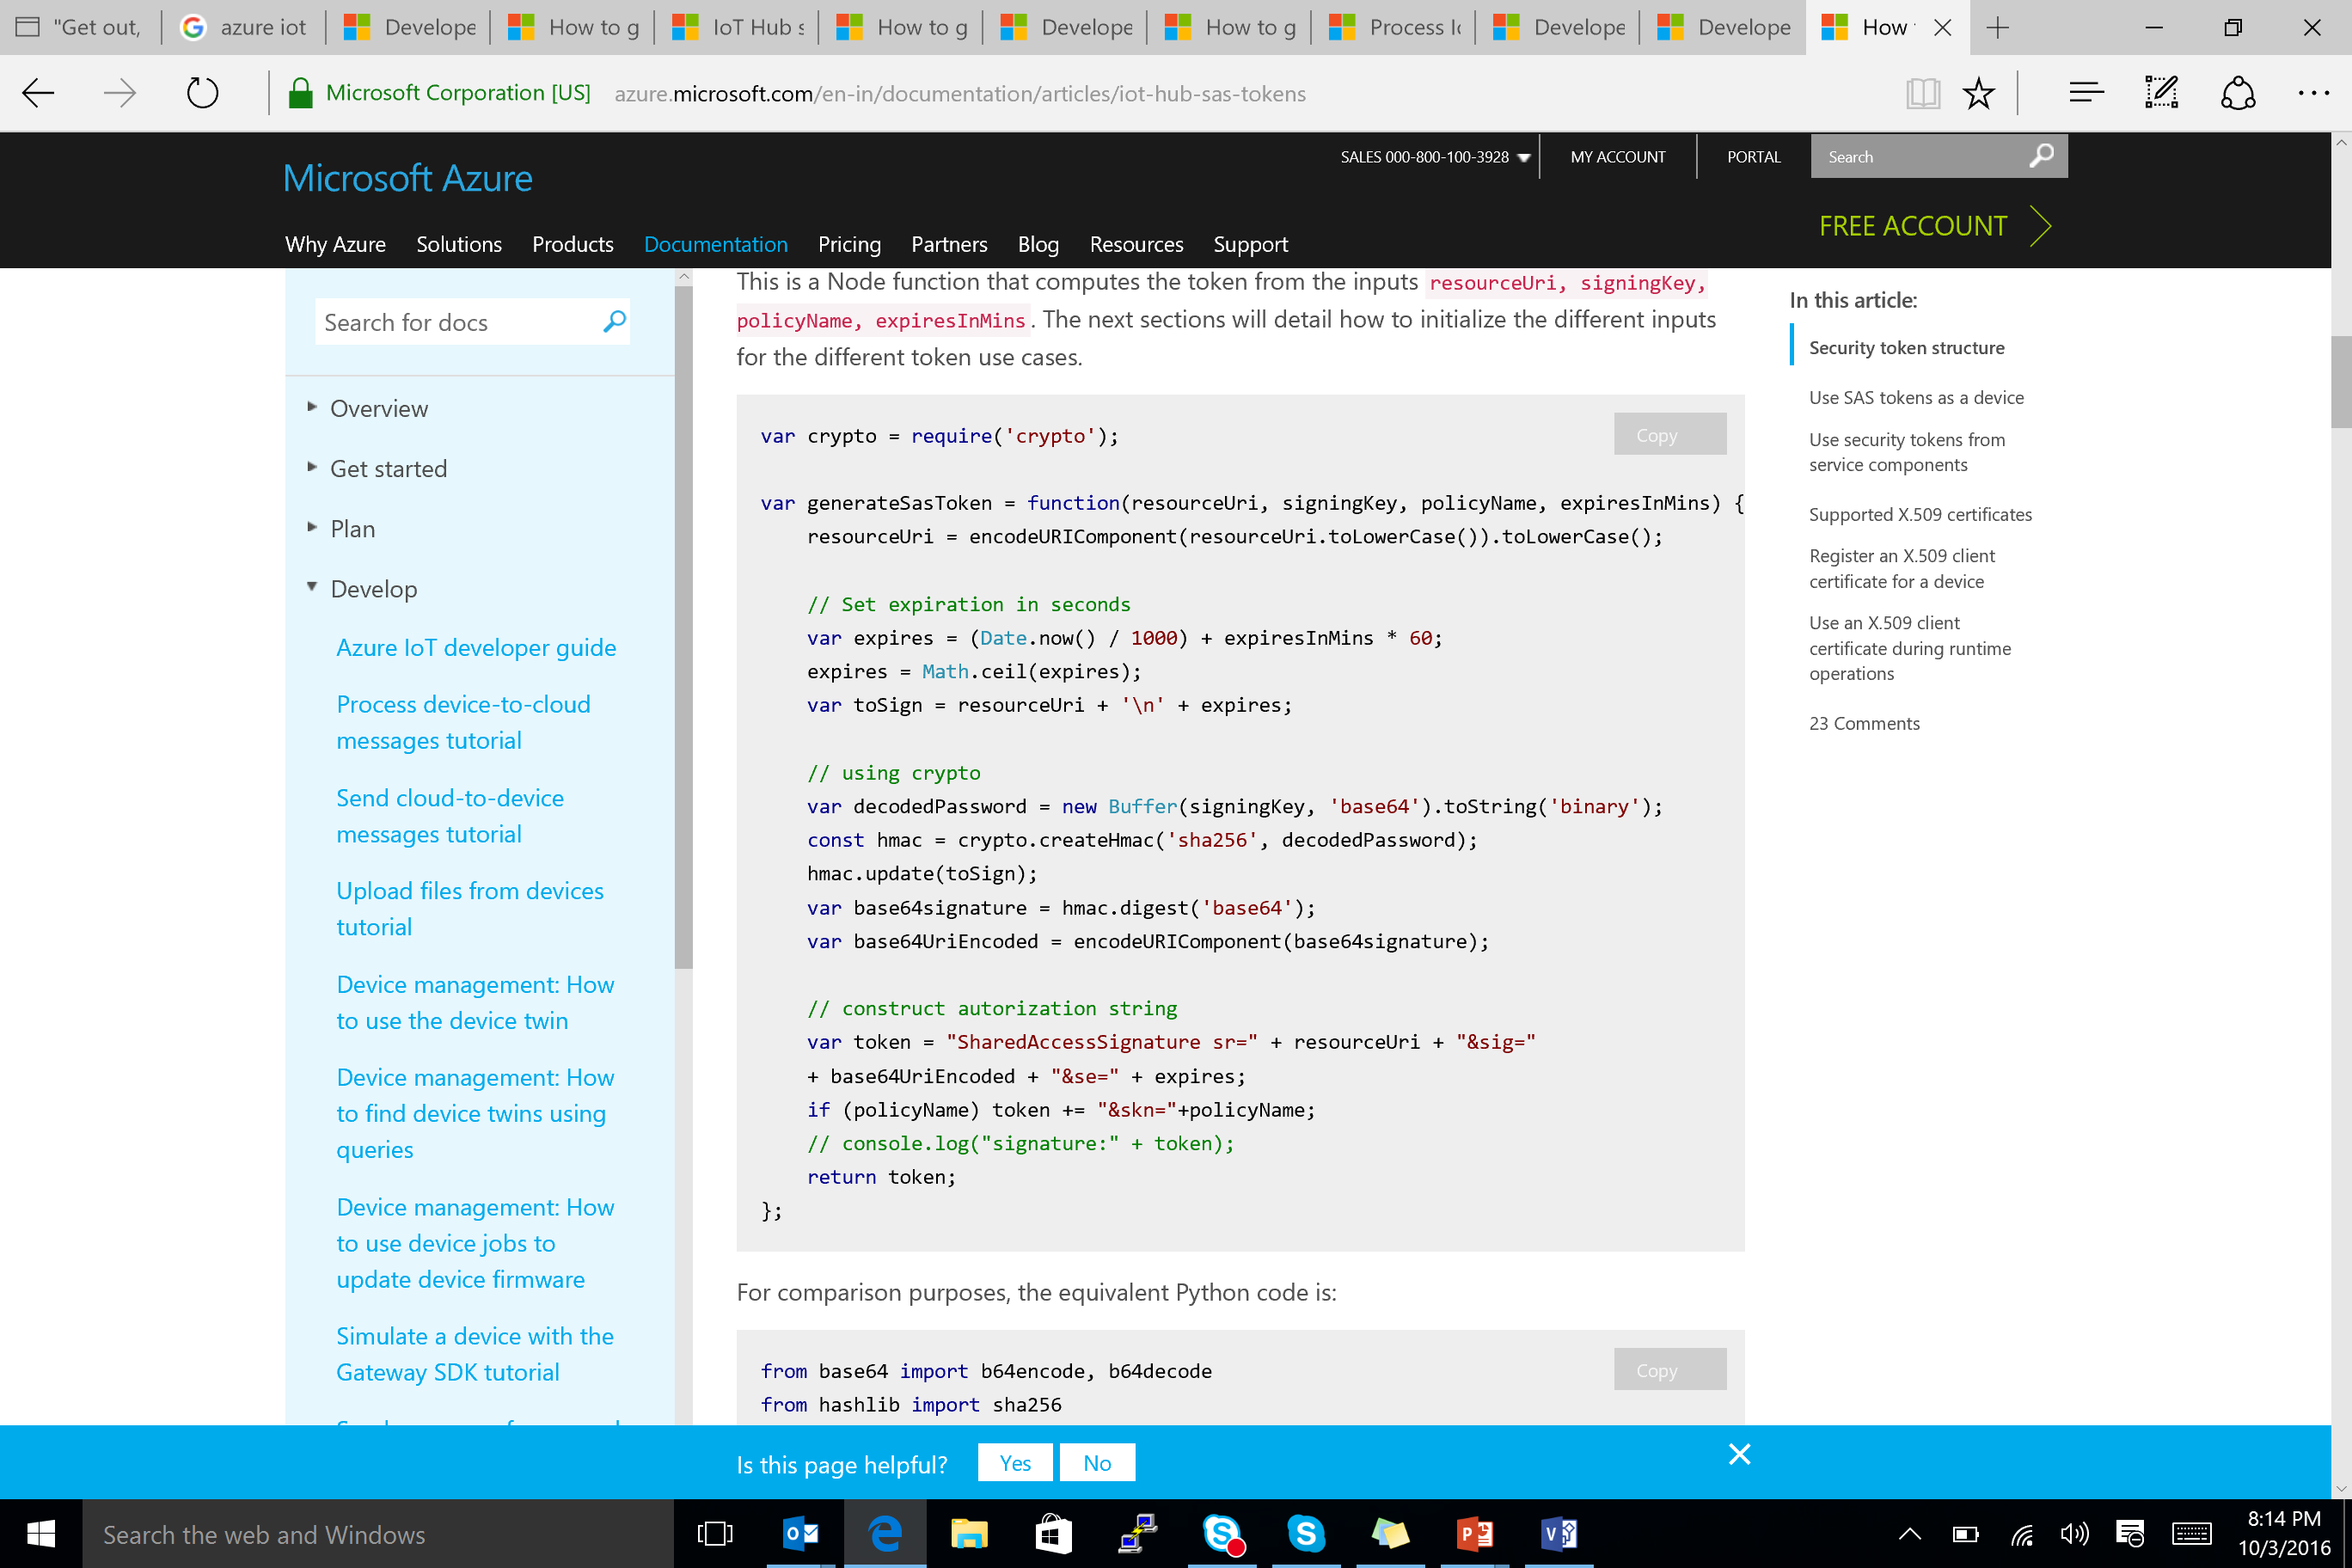 "Get out,
azure iot
Develope
How to g
IoT Hub s
How to g
Develope
How to g
Process Ic
Develope
Develope
How
Microsoft Corporation [US] azure.microsoft.com/en-in/documentation/articles/iot-hub-sas-tokens
Microsoft Azure
SALES 000-800-100-3928
MY ACCOUNT
PORTAL
Search
FREE ACCOUNT
Why Azure Solutions Products Documentation Pricing Partners Blog Resources Support
Search for docs
Overview
Get started
Plan
Develop
Azure IoT developer guide
Process device-to-cloud
messages tutorial
Send cloud-to-device
messages tutorial
Upload files from devices
tutorial
Device management: How
to use the device twin
Device management: How
to find device twins using
queries
Device management: How
to use device jobs to
update device firmware
Simulate a device with the
Gateway SDK tutorial
This is a Node function that computes the token from the inputs resourceUri, signingKey,
policyName, expiresInMins. The next sections will detail how to initialize the different inputs
for the different token use cases.
Copy
var crypto = require('crypto');
var generateSasToken = function(resourceUri, signingKey, policyName, expiresInMins) {
resourceUri = encodeURIComponent(resourceUri.toLowerCase()).toLowerCase();
// Set expiration in seconds
var expires = (Date.now() / 1000) + expiresInMins * 60;
expires = Math.ceil(expires);
var toSign = resourceUri + '\n' + expires;
// using crypto
var decodedPassword = new Buffer(signingKey, 'base64').toString('binary');
const hmac = crypto.createHmac('sha256', decodedPassword);
hmac.update(toSign);
var base64signature = hmac.digest('base64');
var base64UriEncoded = encodeURIComponent(base64signature);
// construct autorization string
var token = "SharedAccessSignature sr=" + resourceUri + "&sig="
+ base64UriEncoded + "&se=" + expires;
if (policyName) token += "&skn="+policyName;
// console.log("signature:" + token);
return token;
};
For comparison purposes, the equivalent Python code is:
Copy
from base64 import b64encode, b64decode
from hashlib import sha256
In this article:
Security token structure
Use SAS tokens as a device
Use security tokens from
service components
Supported X.509 certificates
Register an X.509 client
certificate for a device
Use an X.509 client
certificate during runtime
operations
23 Comments
Is this page helpful? Yes No
Search the web and Windows
8:14 PM
10/3/2016